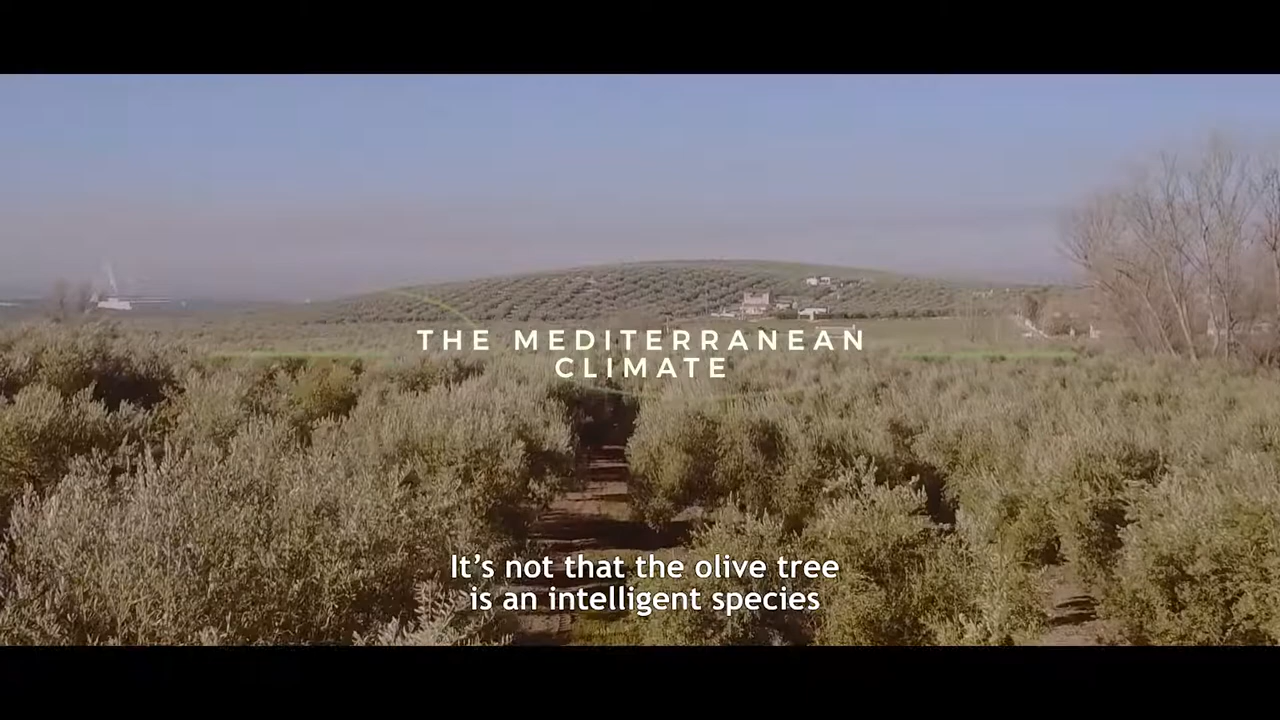 THE MEDITERRANEAN
CLIMATE
It's not that the olive tree
is an intelligent species